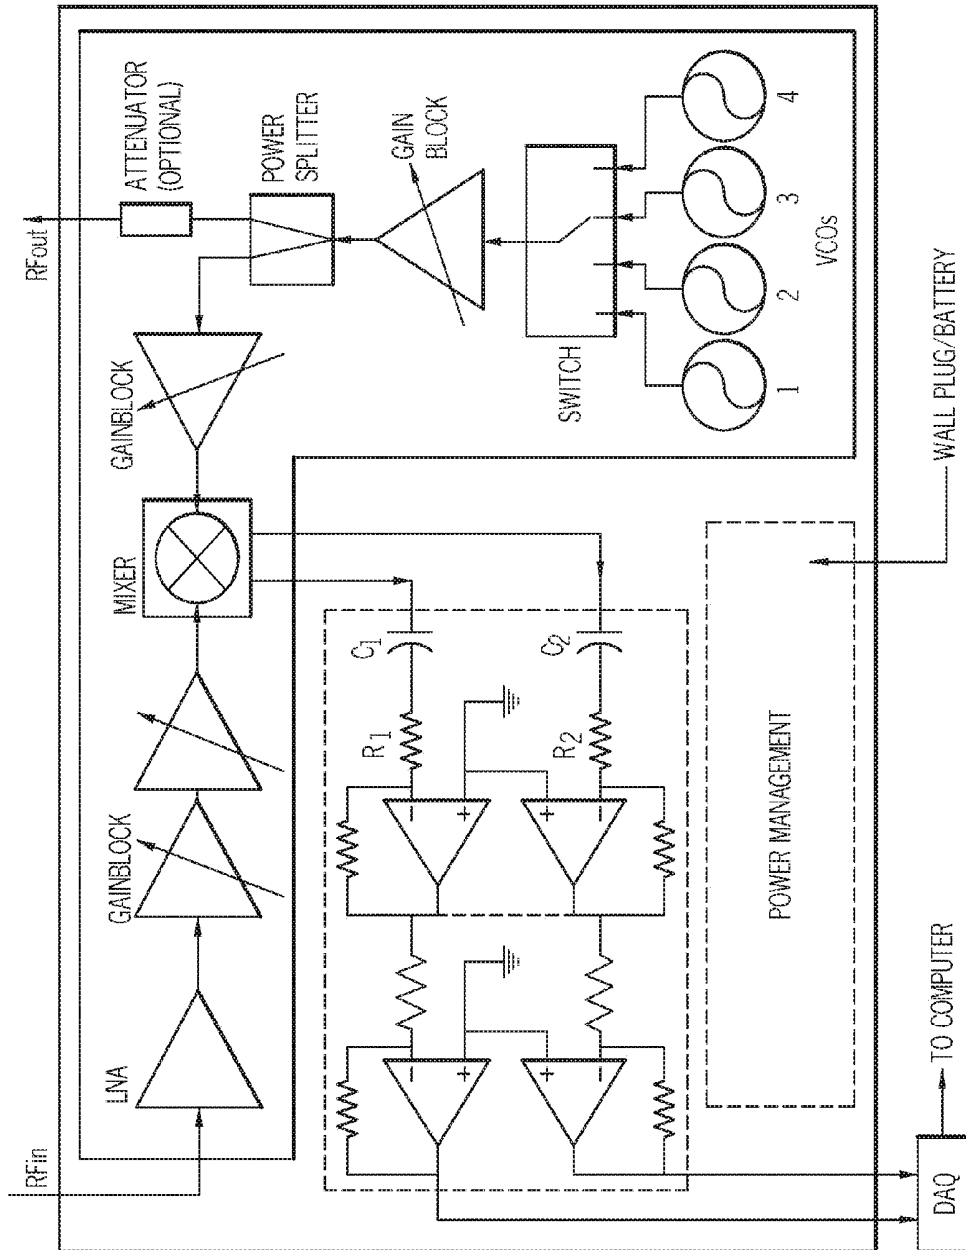 RFin
RFout
LNA
GAINBLOCK
MIXER
GAINBLOCK
ATTENUATOR
(OPTIONAL)
POWER
SPLITTER
GAIN
BLOCK
SWITCH
1
2
3
4
VCOs
C1
R1
C2
R2
−
+
+
−
−
+
+
−
POWER MANAGEMENT
WALL PLUG/BATTERY
DAQ
TO COMPUTER